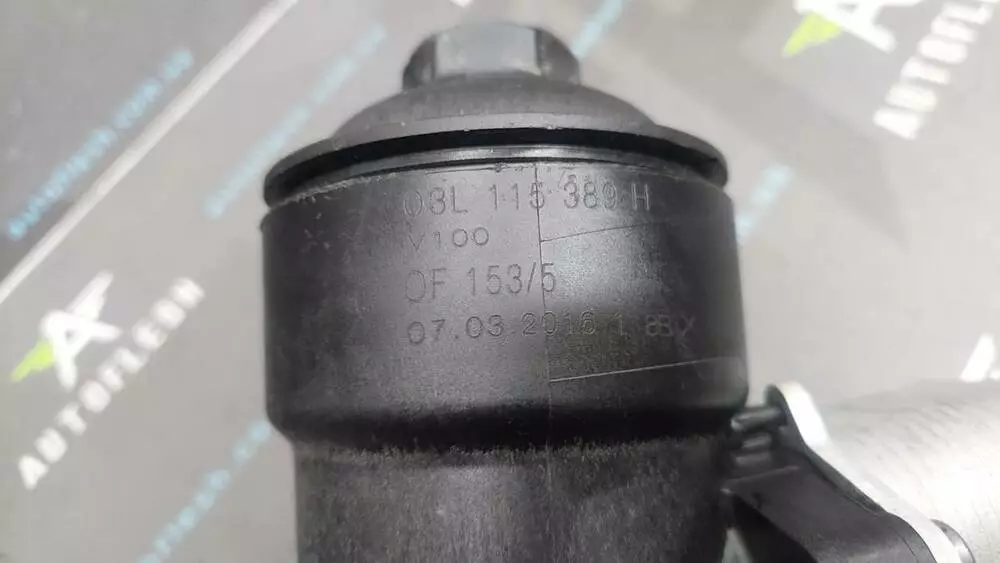 03L 115 389 H
V100
OF 153/5
07.03.2016
AUTOFLEON
AUTOFLEON